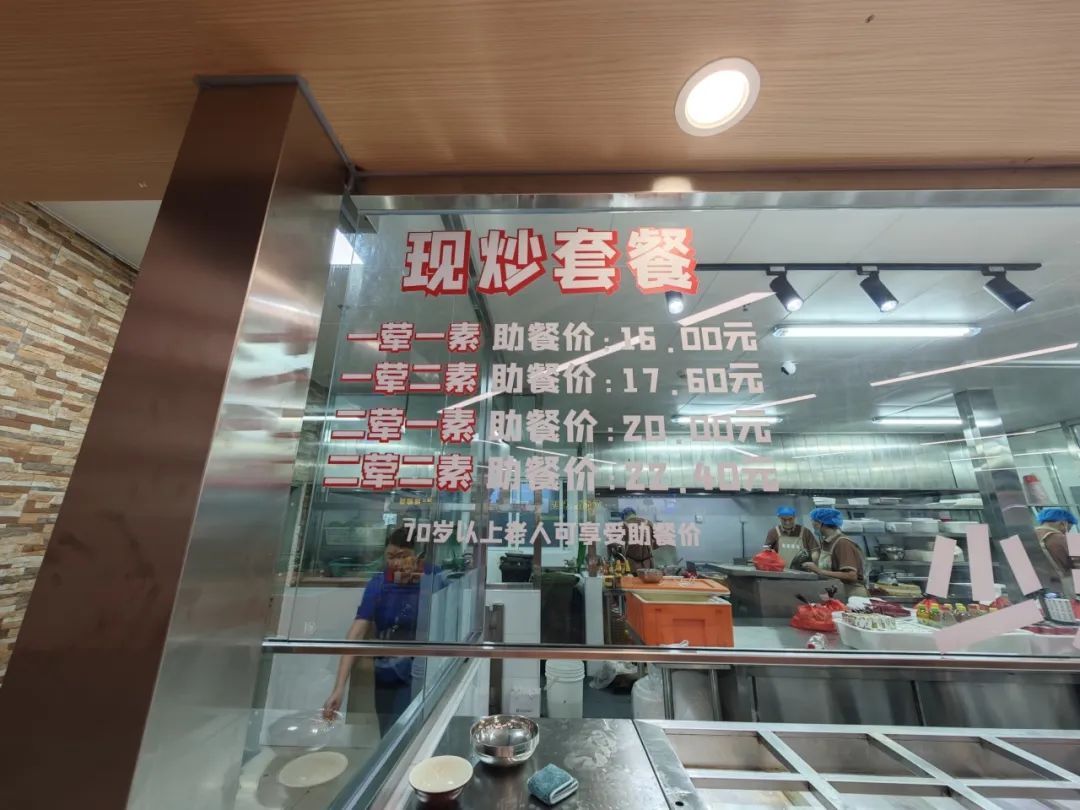 现炒套餐
一荤一素 助餐价:16.00元
一荤二素 助餐价:17.60元
二荤一素 助餐价:20.00元
二荤二素 助餐价:22.40元
70岁以上老人可享受助餐价
少